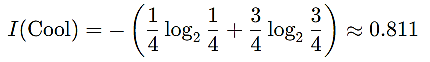 I(Cool) = −(1/4 log₂ 1/4 + 3/4 log₂ 3/4) ≈ 0.811